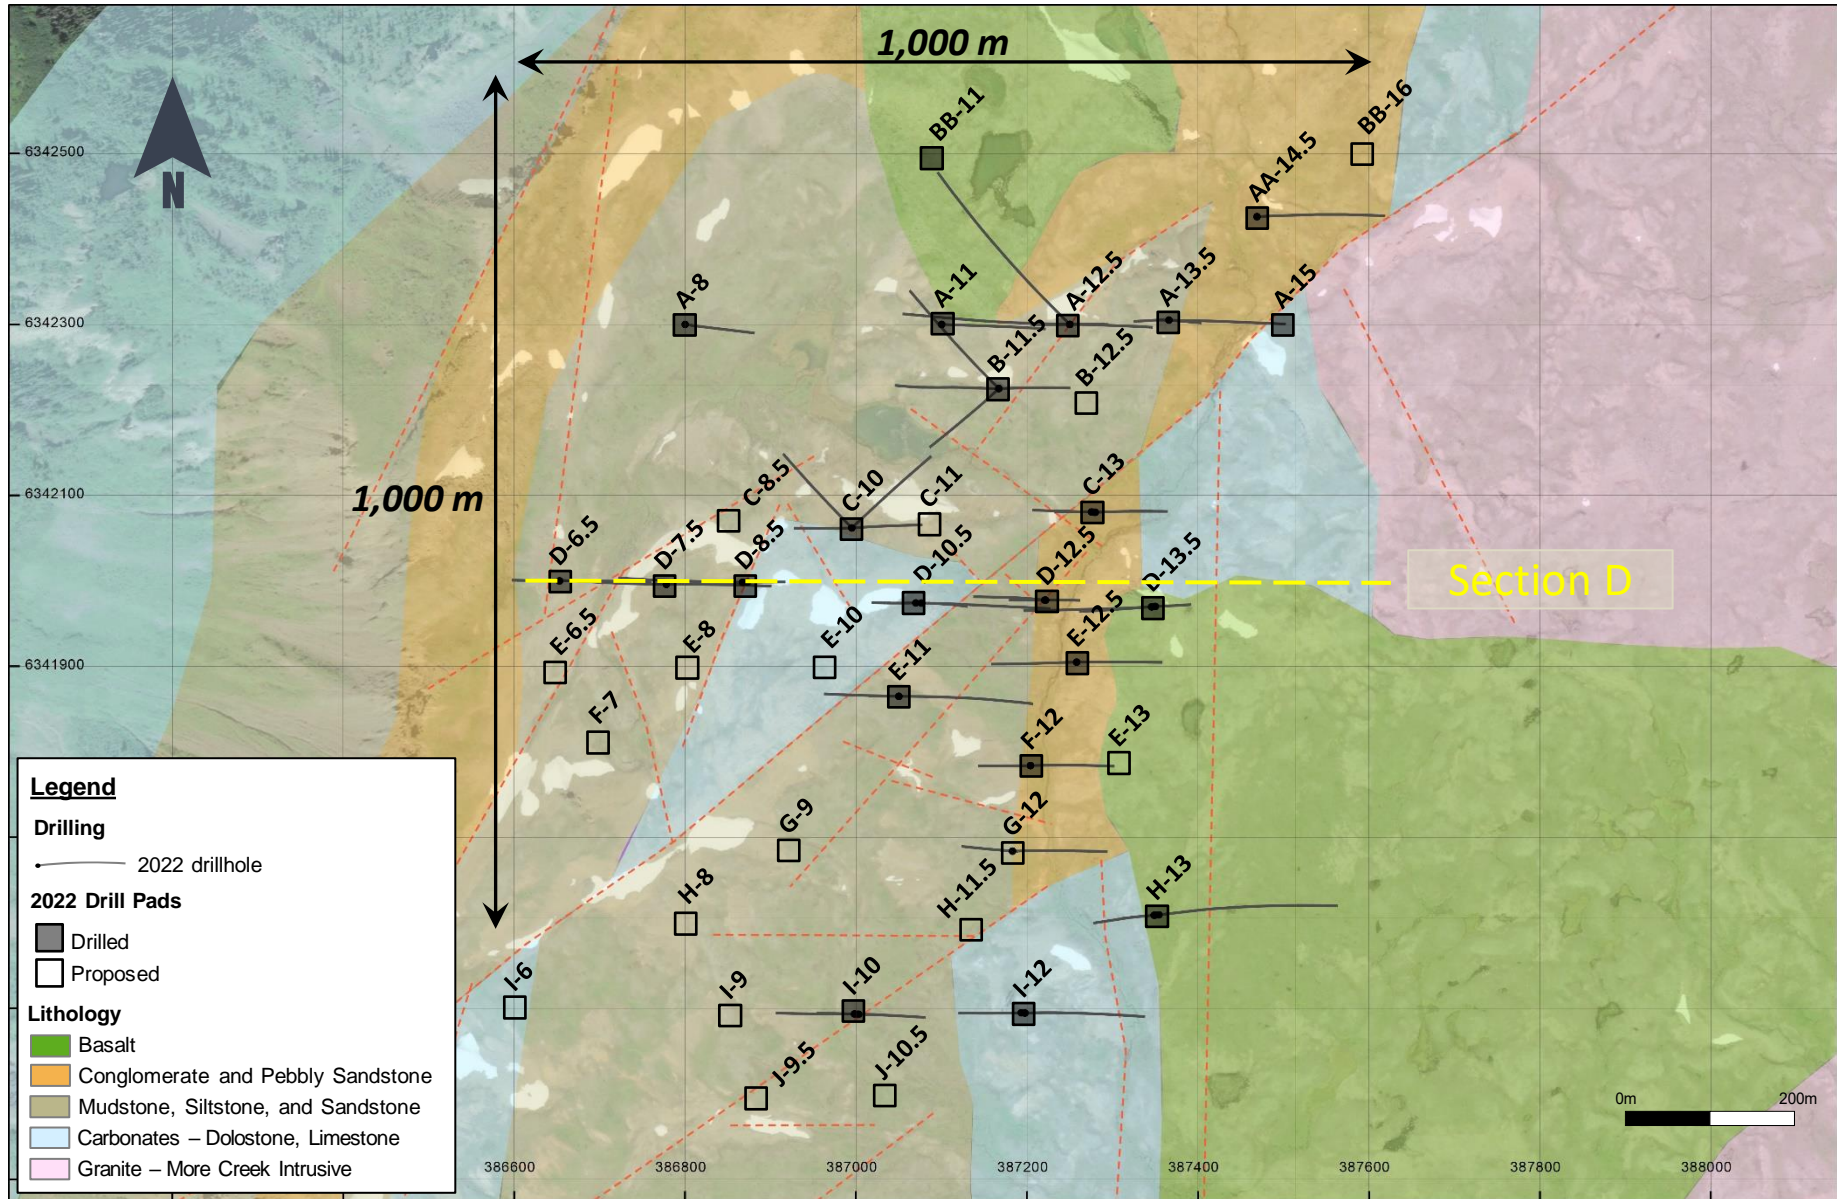 1,000 m
BB-11
BB-16
6342500
AA-14.5
N
A-8
A-11
A-12.5
A-13.5
A-15
6342300
B-11.5
B-12.5
C-8.5
C-10
C-11
C-13
6342100
1,000 m
D-6.5
D-7.5
D-8.5
D-10.5
D-12.5
D-13.5
Section D
E-6.5
E-8
E-10
E-11
E-12.5
6341900
F-7
F-12
E-13
G-9
G-12
H-8
H-11.5
H-13
I-6
I-9
I-10
I-12
J-9.5
J-10.5
Legend
Drilling
2022 drillhole
2022 Drill Pads
Drilled
Proposed
Lithology
Basalt
Conglomerate and Pebbly Sandstone
Mudstone, Siltstone, and Sandstone
Carbonates – Dolostone, Limestone
Granite – More Creek Intrusive
0m 200m
386600 386800 387000 387200 387400 387600 387800 388000